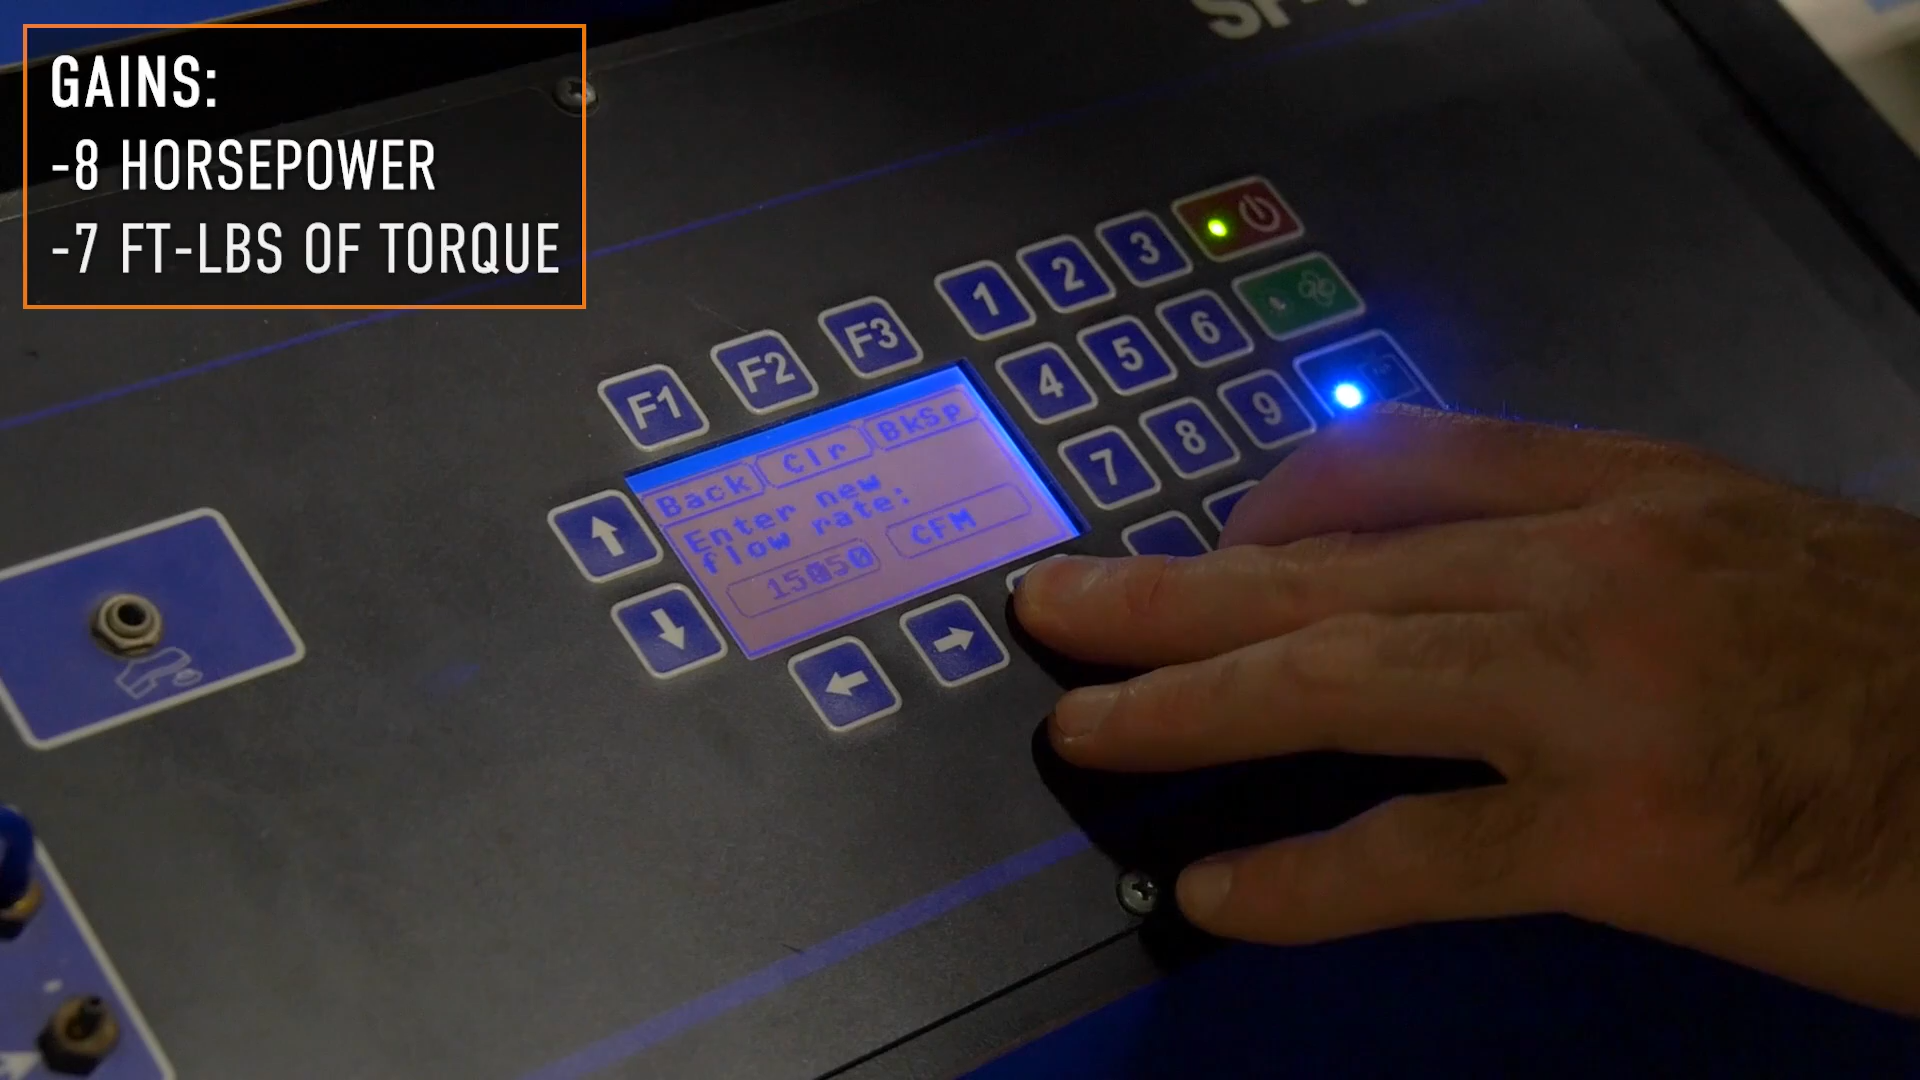 GAINS:
-8 HORSEPOWER
-7 FT-LBS OF TORQUE
1
2
3
F1
F2
F3
4
5
6
7
8
9
Back
Clr
BkSp
Enter new
flow rate:
CFM